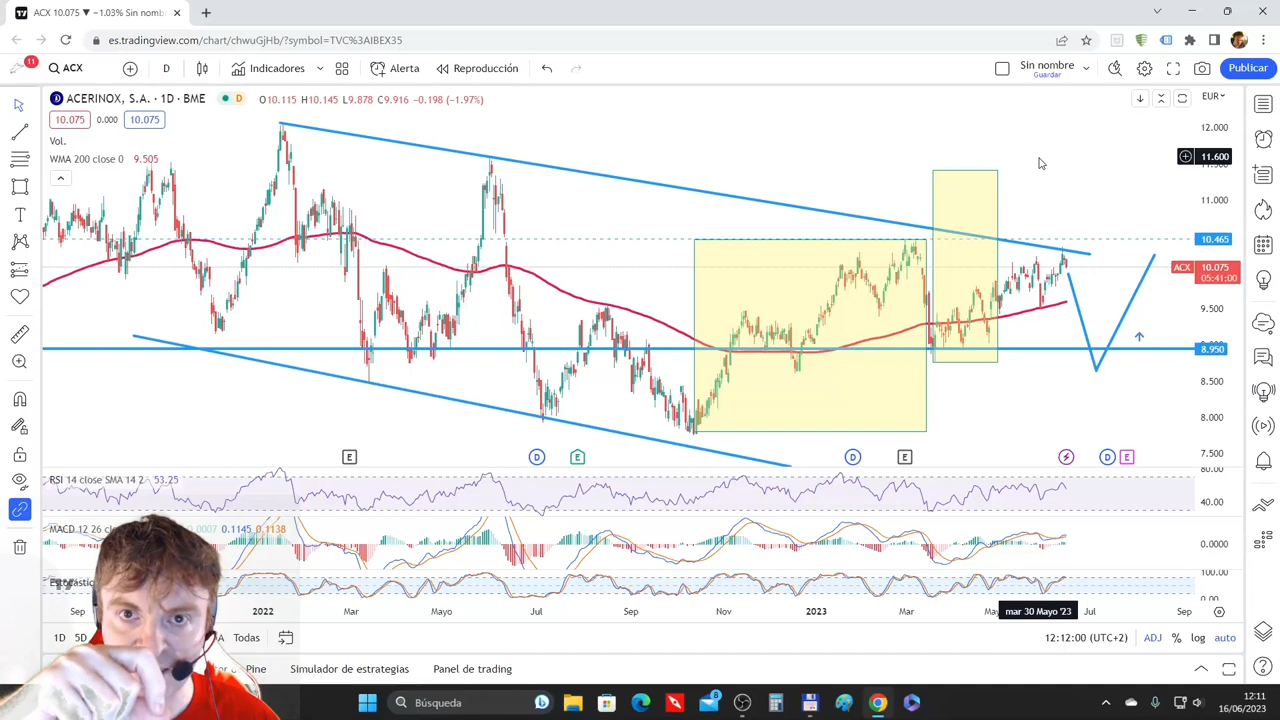 ACX 10.075 ▼ −1.03% Sin nomb
es.tradingview.com/chart/chwuGjHb/?symbol=TVC%3AIBEX35
11
ACX
D
Indicadores
Alerta
Reproducción
Sin nombre
Guardar
Publicar
ACERINOX, S.A. · 1D · BME
D
O10.115 H10.145 L9.878 C9.916 −0.198 (−1.97%)
EUR
10.075 0.000 10.075
12.000
Vol.
WMA 200 close 0 9.505
11.600
11.000
10.465
ACX 10.075
05:41:00
9.500
8.950
8.500
8.000
7.500
E D E D E D E
RSI 14 close SMA 14 2 53.25
80.00
40.00
MACD 12 26 0.1145 0.1138
0.0000
100.00
0.00
Sep 2022 Mar Mayo Jul Sep Nov 2023 Mar mar 30 Mayo '23 Jul Sep
1D 5D Todas
12:12:00 (UTC+2)
ADJ % log auto
Pine
Simulador de estrategias
Panel de trading
Búsqueda
8
12:11
16/06/2023